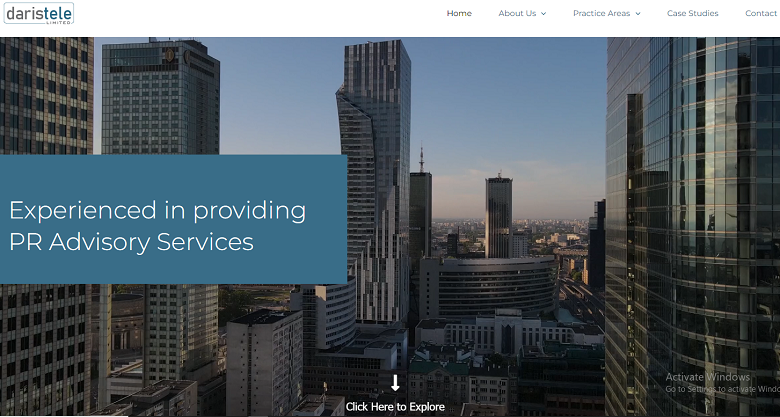 daristele
LIMITED
Home About Us Practice Areas Case Studies Contact
Experienced in providing
PR Advisory Services
Activate Windows
Go to Settings to activate Windo
Click Here to Explore